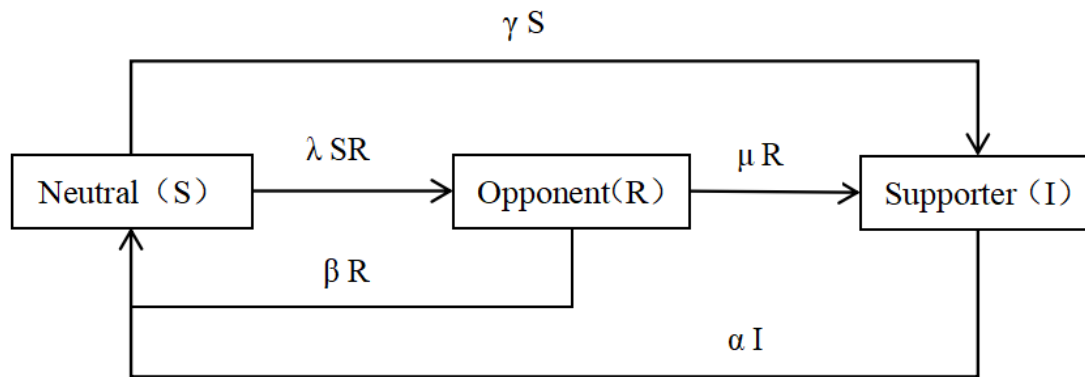 γ S
λ SR
μ R
Neutral（S）
Opponent(R)
Supporter（I）
β R
α I